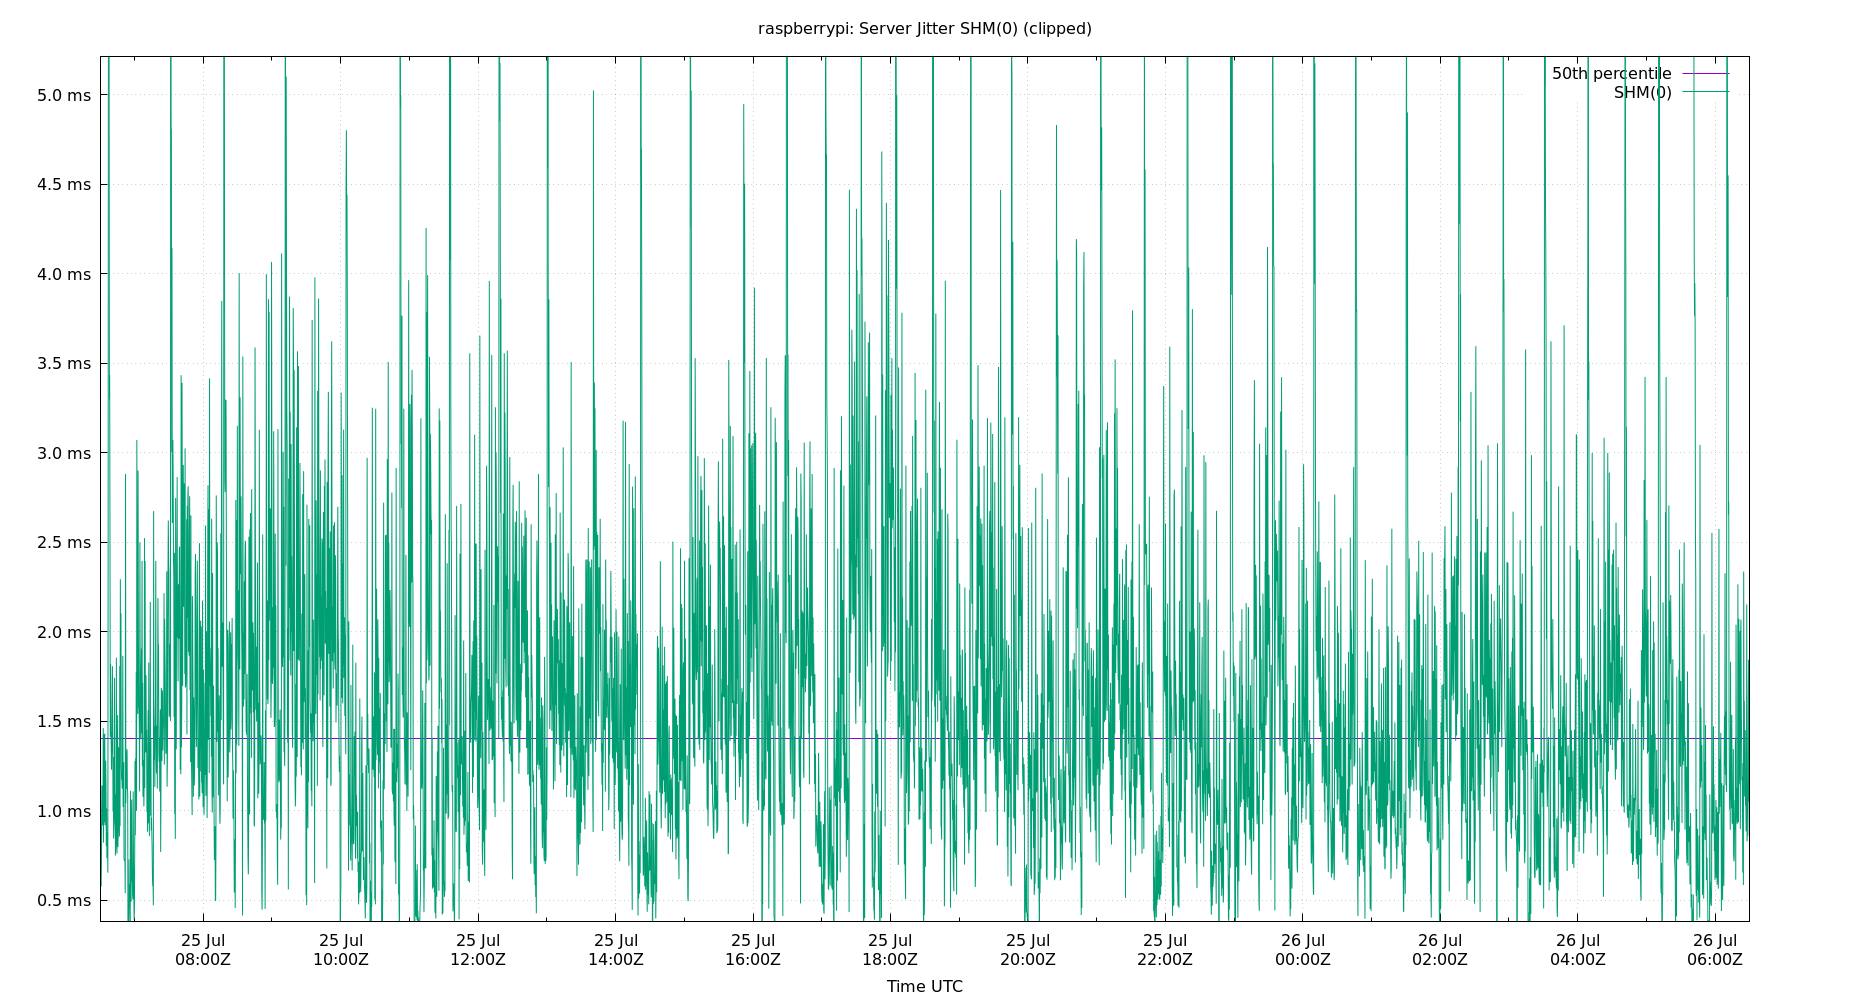 raspberrypi: Server Jitter SHM(0) (clipped)
50th percentile
SHM(0)
5.0 ms
4.5 ms
4.0 ms
3.5 ms
3.0 ms
2.5 ms
2.0 ms
1.5 ms
1.0 ms
0.5 ms
25 Jul 25 Jul 25 Jul 25 Jul 25 Jul 25 Jul 25 Jul 25 Jul 26 Jul 26 Jul 26 Jul 26 Jul
08:00Z 10:00Z 12:00Z 14:00Z 16:00Z 18:00Z 20:00Z 22:00Z 00:00Z 02:00Z 04:00Z 06:00Z
Time UTC